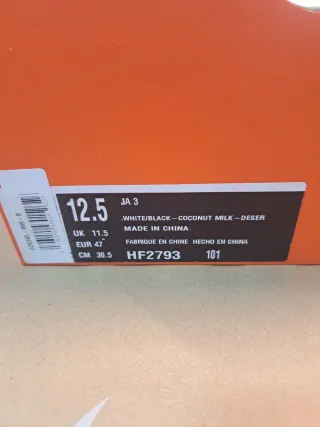 12.5 JA 3
UK 11.5 .WHITE/BLACK-COCONUT MILK-DESER
EUR 47 MADE IN CHINA
CM 30.5 FABRIQUE EN CHINE HECHO EN CHINA
HF2793 101